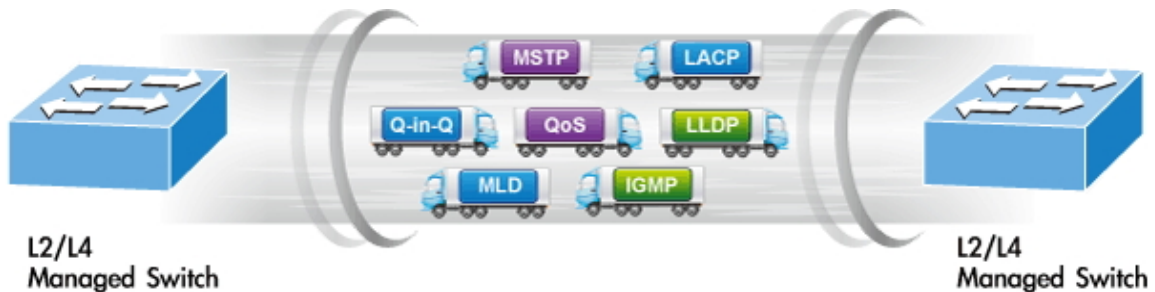 MSTP
LACP
Q-in-Q
QoS
LLDP
MLD
IGMP
L2/L4
Managed Switch
L2/L4
Managed Switch